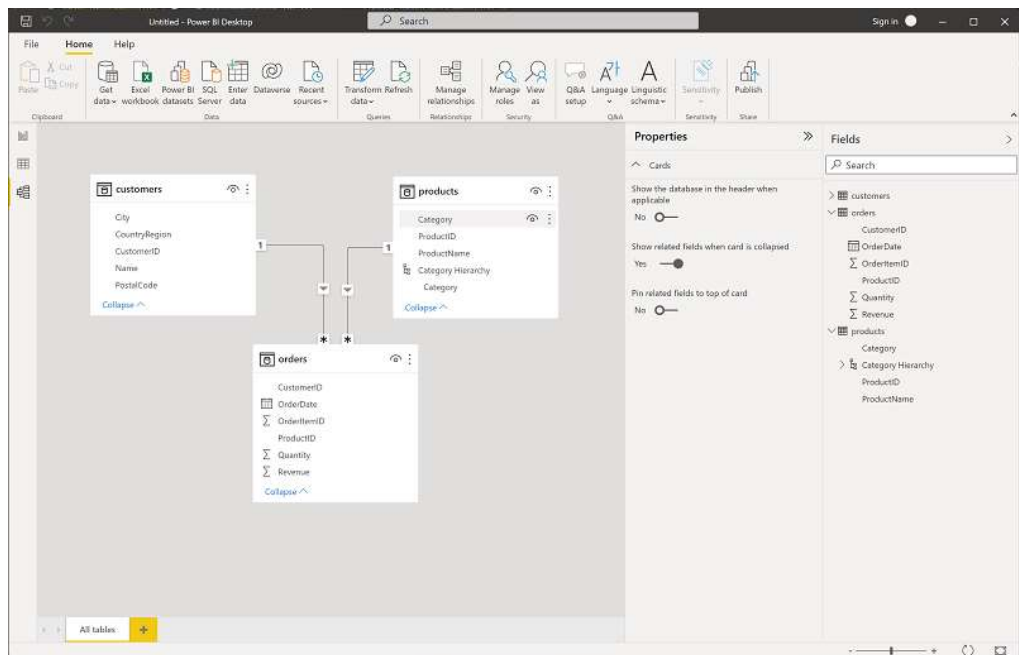 Untitled - Power BI Desktop
Search
Sign in
File Home Help
Paste
Cut
Copy
Get data
Excel workbook
Power BI datasets
SQL Server
Enter data
Dataverse
Recent sources
Transform data
Refresh
Manage relationships
Manage roles
View as
Q&A setup
Language
Linguistic schema
Sensitivity
Publish
Clipboard
Data
Queries
Relationships
Security
Q&A
Sensitivity
Share
customers
City
CountryRegion
CustomerID
Name
PostalCode
Collapse
1
products
Category
ProductID
ProductName
Category Hierarchy
Category
Collapse
1
*
*
orders
CustomerID
OrderDate
OrderItemID
ProductID
Quantity
Revenue
Collapse
All tables
+
Properties
Cards
Show the database in the header when
applicable
No
Show related fields when card is collapsed
Yes
Pin related fields to top of card
No
Fields
Search
customers
orders
CustomerID
OrderDate
OrderItemID
ProductID
Quantity
Revenue
products
Category
Category Hierarchy
ProductID
ProductName